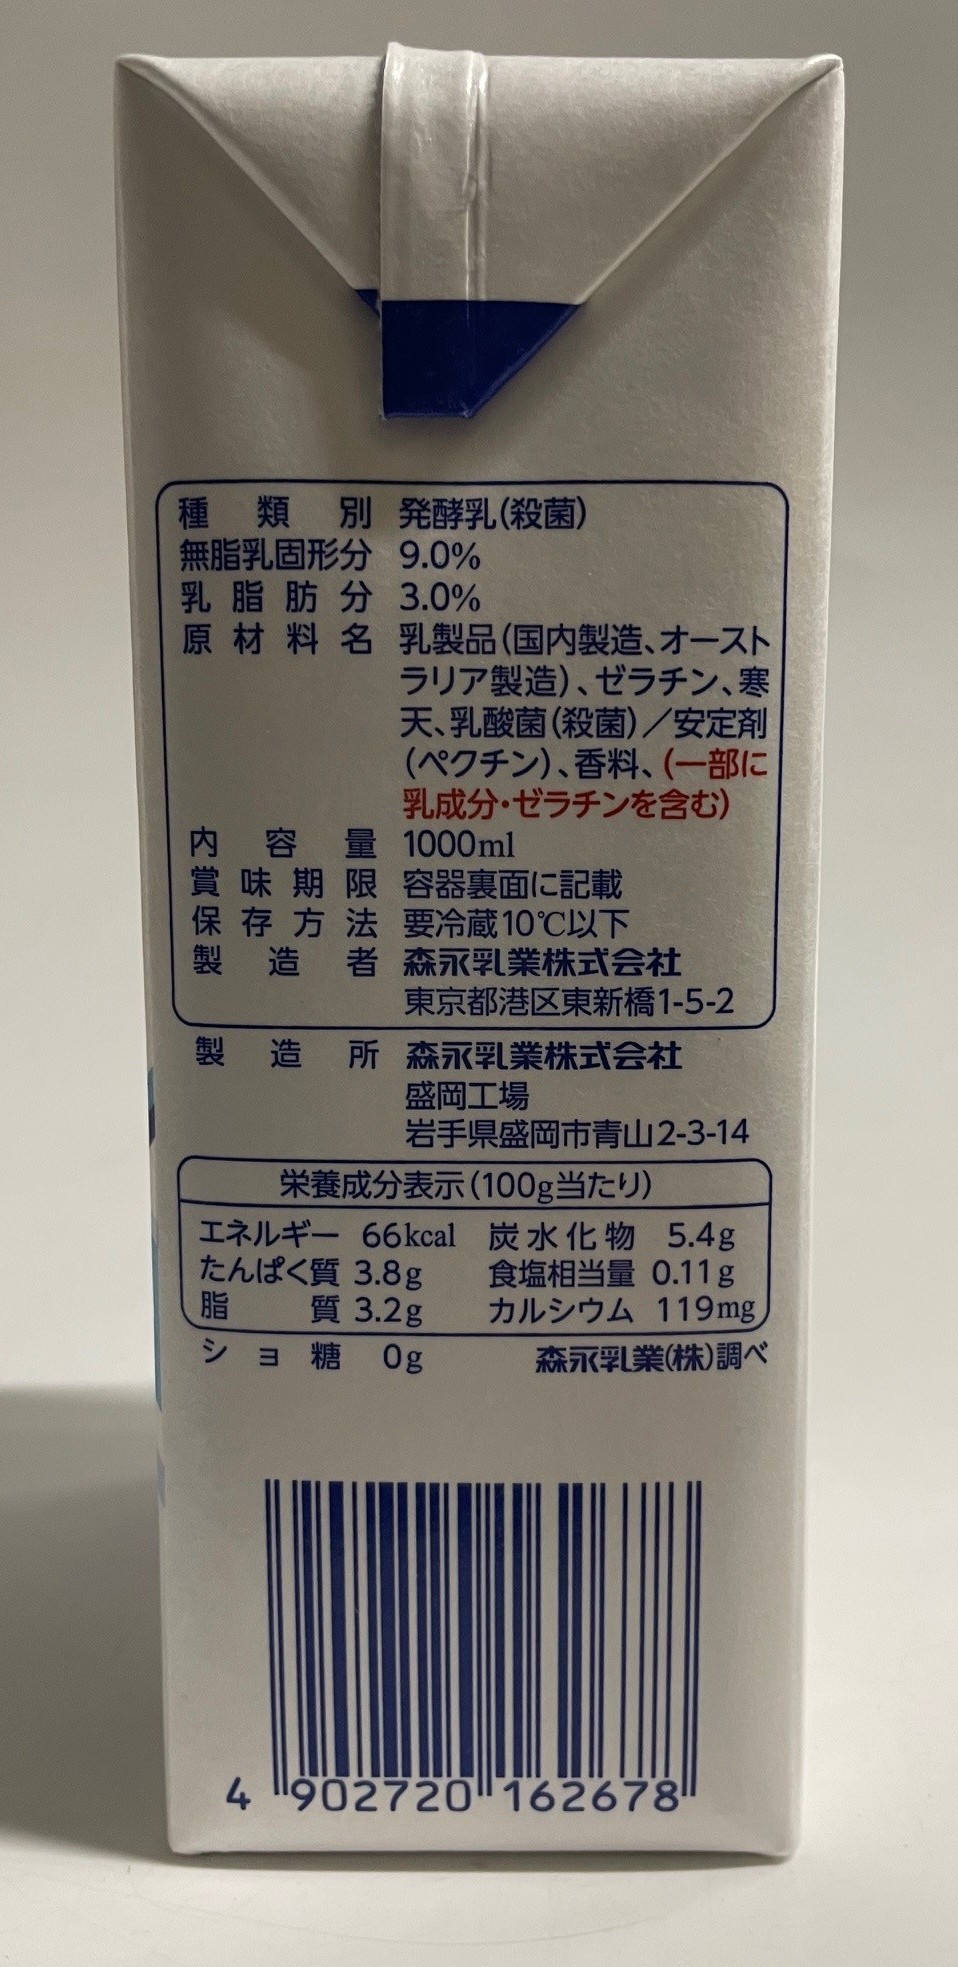 種類別 発酵乳(殺菌)
無脂乳固形分 9.0%
乳脂肪分 3.0%
原材料名 乳製品(国内製造、オースト
ラリア製造)、ゼラチン、寒
天、乳酸菌(殺菌)／安定剤
(ペクチン)、香料、(一部に
乳成分・ゼラチンを含む)
内容量 1000ml
賞味期限 容器裏面に記載
保存方法 要冷蔵10℃以下
製造者 森永乳業株式会社
東京都港区東新橋1-5-2
製造所 森永乳業株式会社
盛岡工場
岩手県盛岡市青山2-3-14
栄養成分表示(100g当たり)
エネルギー 66kcal 炭水化物 5.4g
たんぱく質 3.8g 食塩相当量 0.11g
脂質 3.2g カルシウム 119mg
ショ糖 0g 森永乳業(株)調べ
4 902720 162678